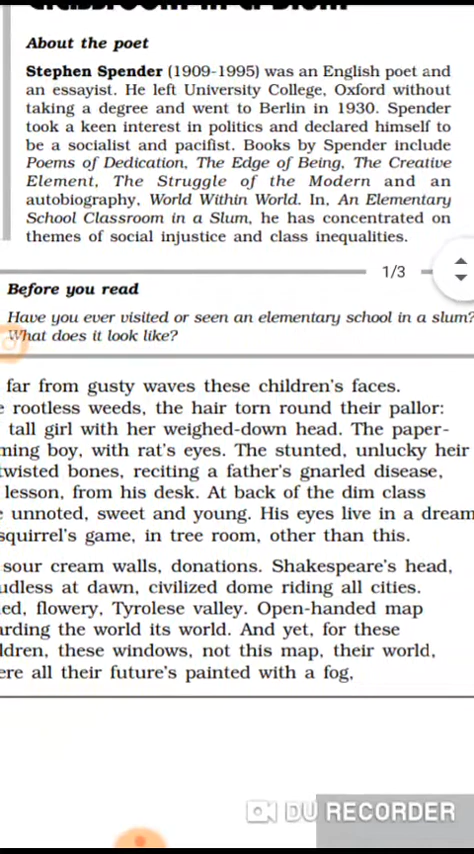 About the poet
Stephen Spender (1909-1995) was an English poet and
an essayist. He left University College, Oxford without
taking a degree and went to Berlin in 1930. Spender
took a keen interest in politics and declared himself to
be a socialist and pacifist. Books by Spender include
Poems of Dedication, The Edge of Being, The Creative
Element, The Struggle of the Modern and an
autobiography, World Within World. In, An Elementary
School Classroom in a Slum, he has concentrated on
themes of social injustice and class inequalities.
1/3
Before you read
Have you ever visited or seen an elementary school in a slum?
What does it look like?
far from gusty waves these children's faces.
rootless weeds, the hair torn round their pallor:
tall girl with her weighed-down head. The paper-
ming boy, with rat's eyes. The stunted, unlucky heir
twisted bones, reciting a father's gnarled disease,
lesson, from his desk. At back of the dim class
unnoted, sweet and young. His eyes live in a dream
squirrel's game, in tree room, other than this.
sour cream walls, donations. Shakespeare's head,
udless at dawn, civilized dome riding all cities.
ed, flowery, Tyrolese valley. Open-handed map
arding the world its world. And yet, for these
ldren, these windows, not this map, their world,
ere all their future's painted with a fog,
DU RECORDER